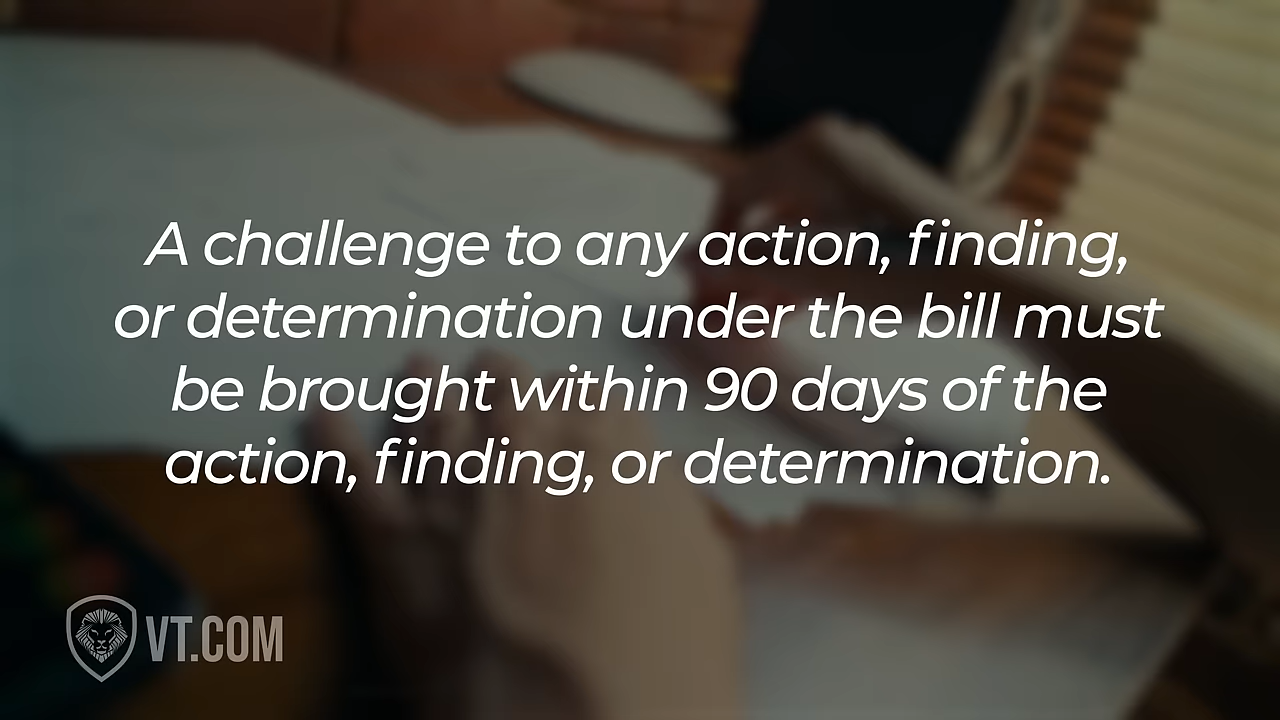 A challenge to any action, finding,
or determination under the bill must
be brought within 90 days of the
action, finding, or determination.
VT.COM